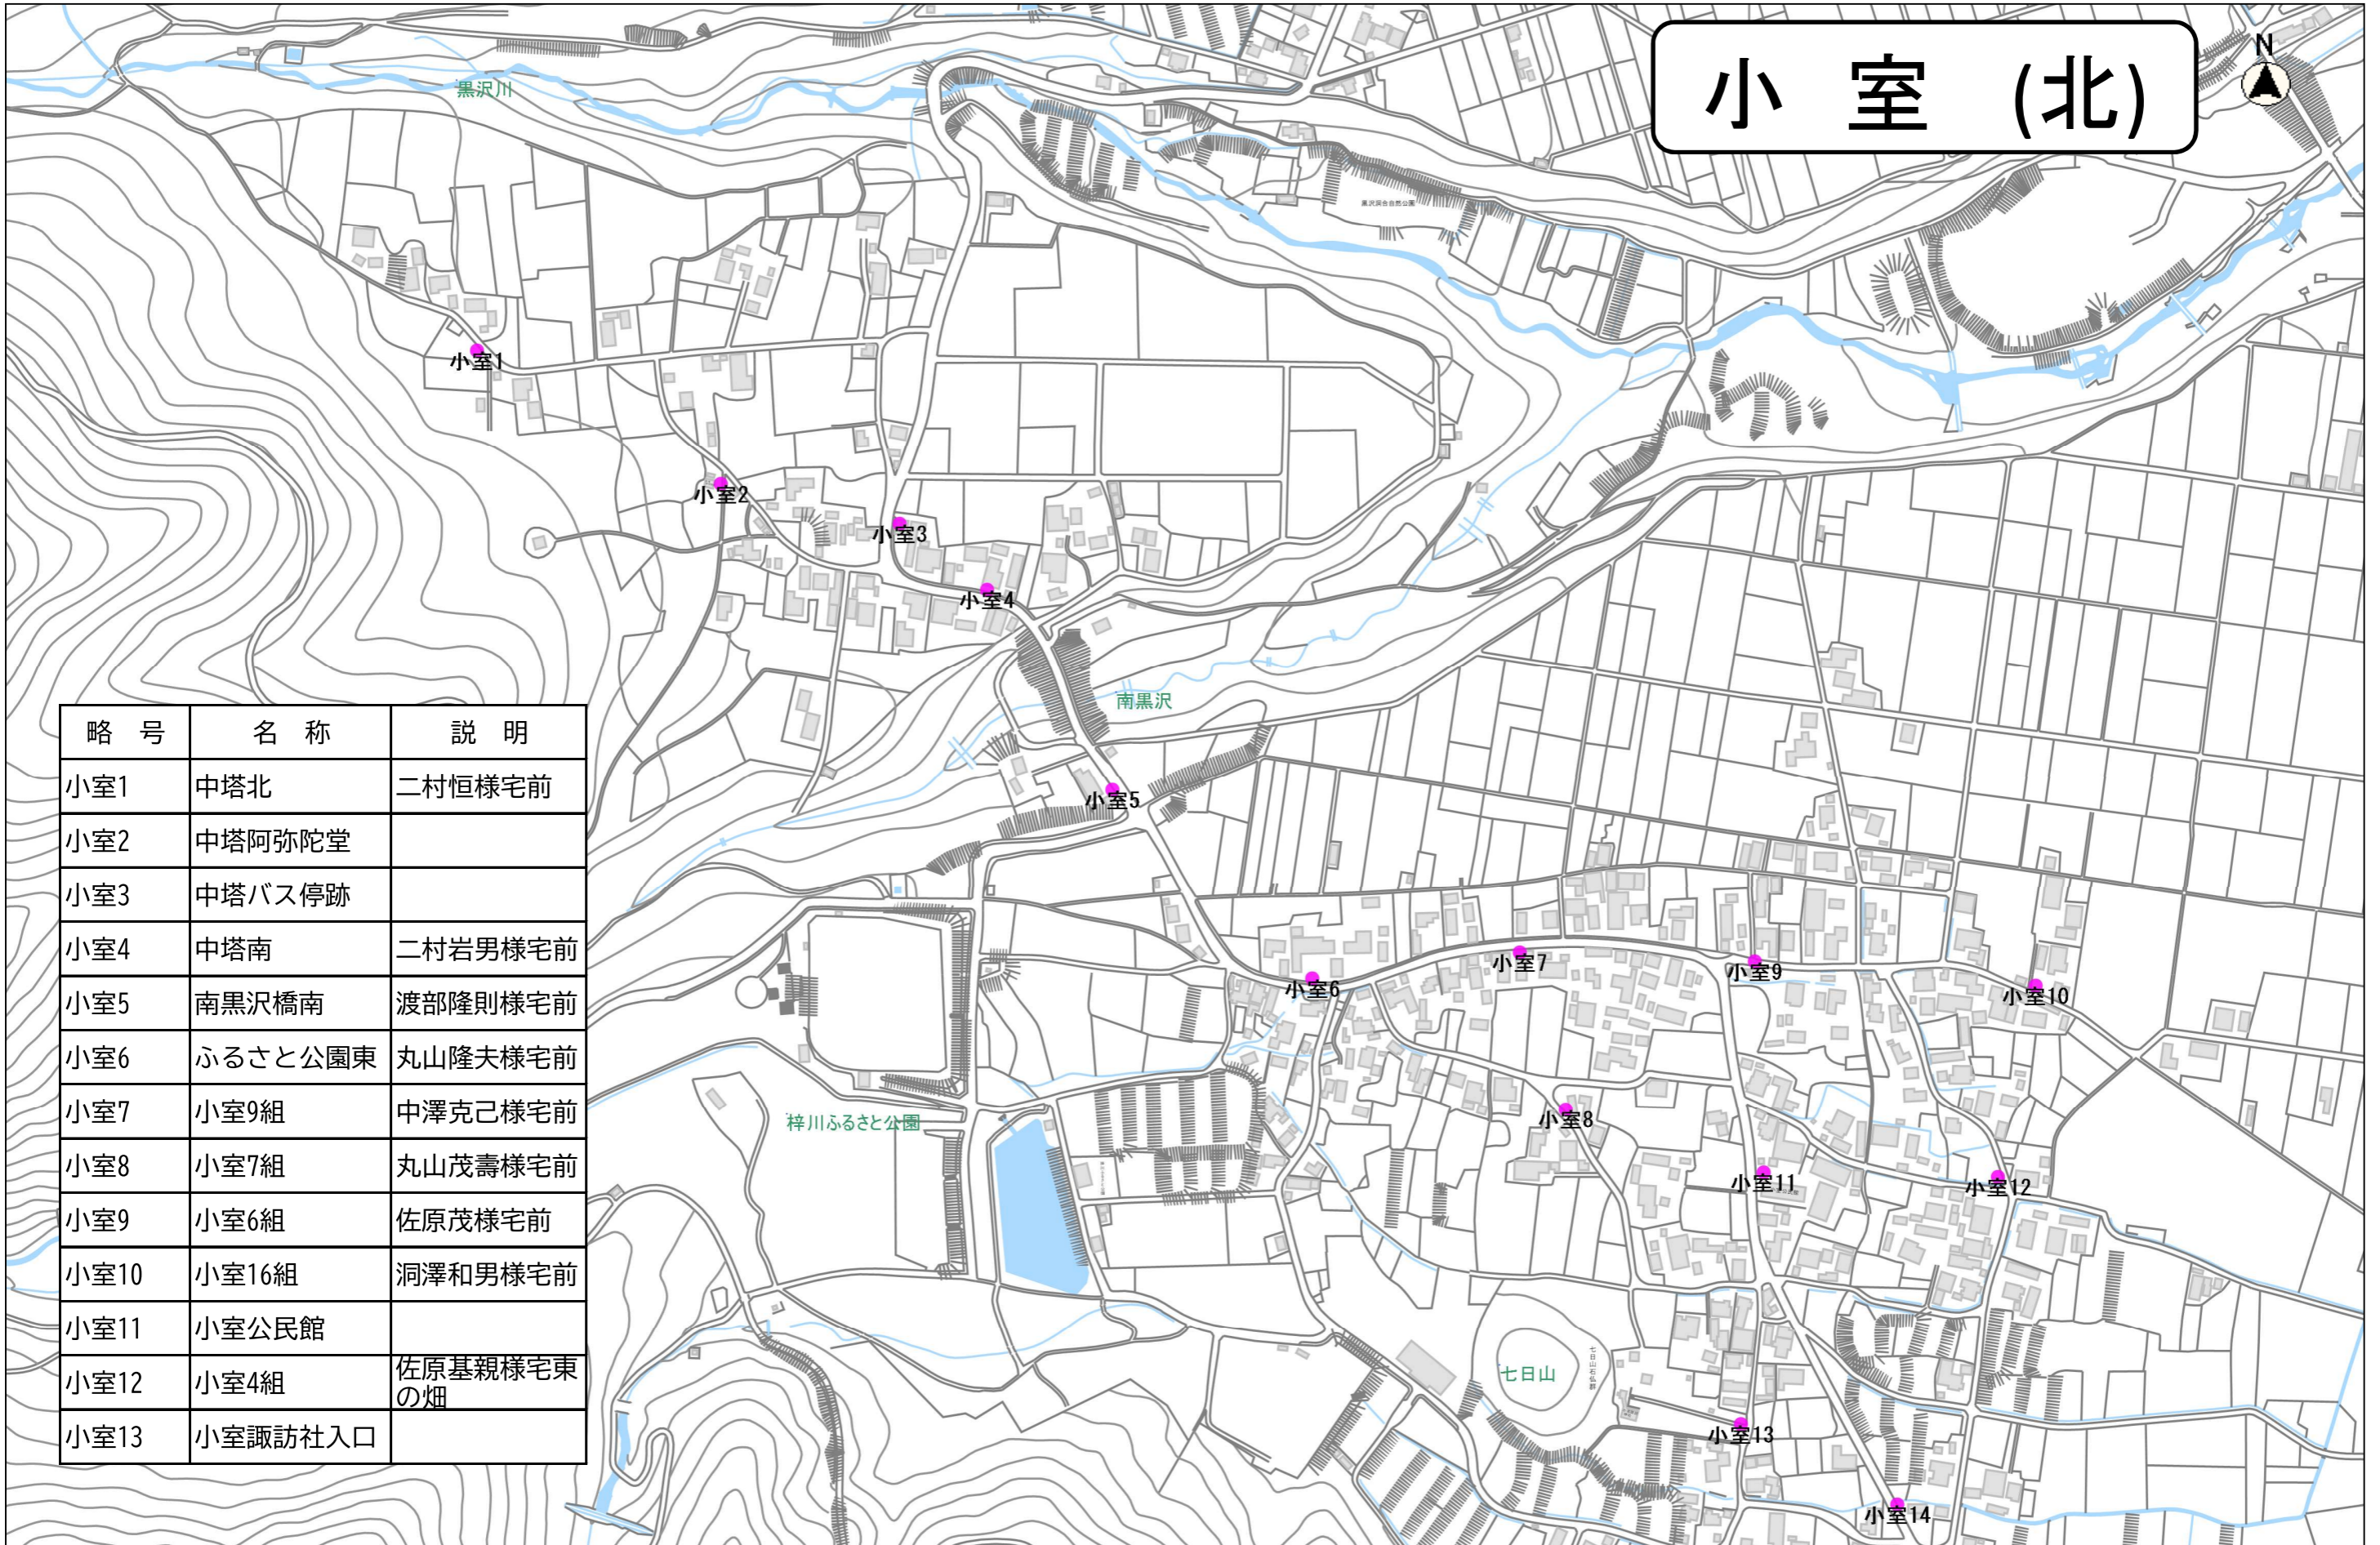 小 室 (北)
N
黒沢川
黒沢洞合自然公園
小室1
小室2
小室3
小室4
南黒沢
小室5
小室6
小室7
小室9
小室10
梓川ふるさと公園
小室8
小室11
小室12
七日山
小室13
小室14
略 号 名 称 説 明
小室1 中塔北 二村恒様宅前
小室2 中塔阿弥陀堂
小室3 中塔バス停跡
小室4 中塔南 二村岩男様宅前
小室5 南黒沢橋南 渡部隆則様宅前
小室6 ふるさと公園東 丸山隆夫様宅前
小室7 小室9組 中澤克己様宅前
小室8 小室7組 丸山茂壽様宅前
小室9 小室6組 佐原茂様宅前
小室10 小室16組 洞澤和男様宅前
小室11 小室公民館
小室12 小室4組 佐原基親様宅東
の畑
小室13 小室諏訪社入口